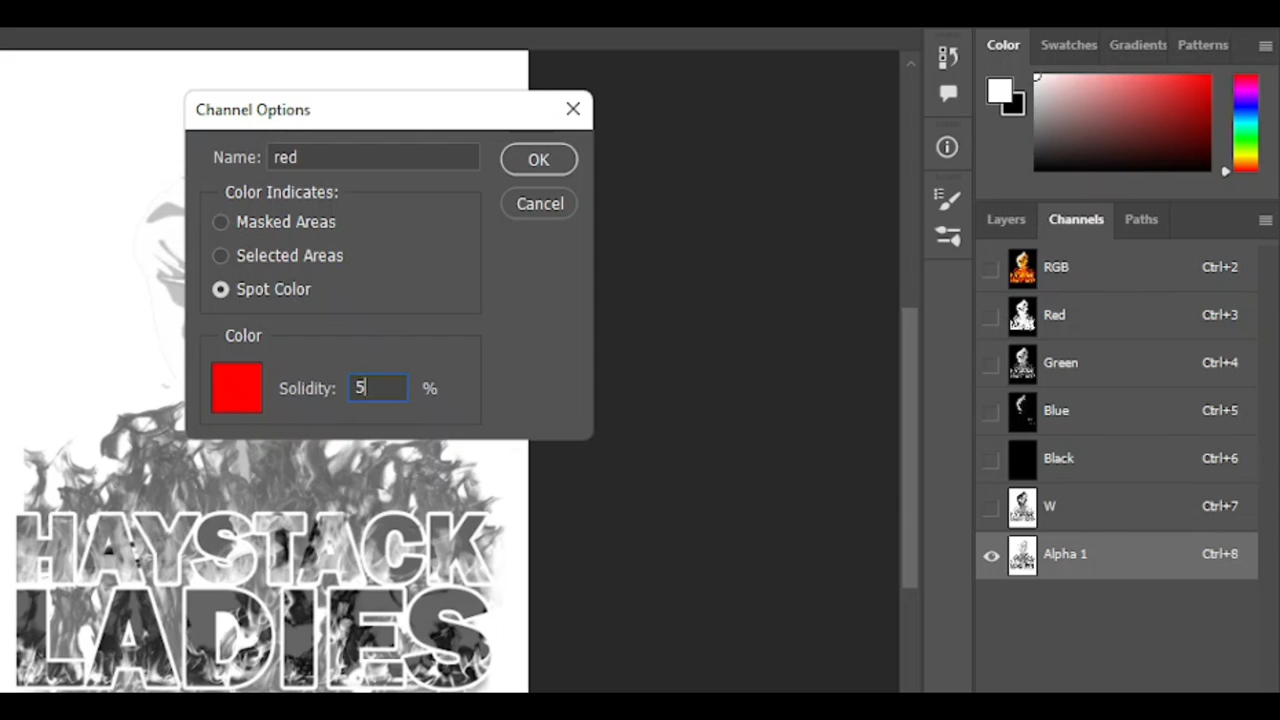 Channel Options
Name: red
OK
Color Indicates:
Masked Areas
Cancel
Selected Areas
Spot Color
Color
Solidity: 5 %
HAYSTACK
LADIES
Color Swatches Gradients Patterns
Layers Channels Paths
RGB Ctrl+2
Red Ctrl+3
Green Ctrl+4
Blue Ctrl+5
Black Ctrl+6
W Ctrl+7
Alpha 1 Ctrl+8